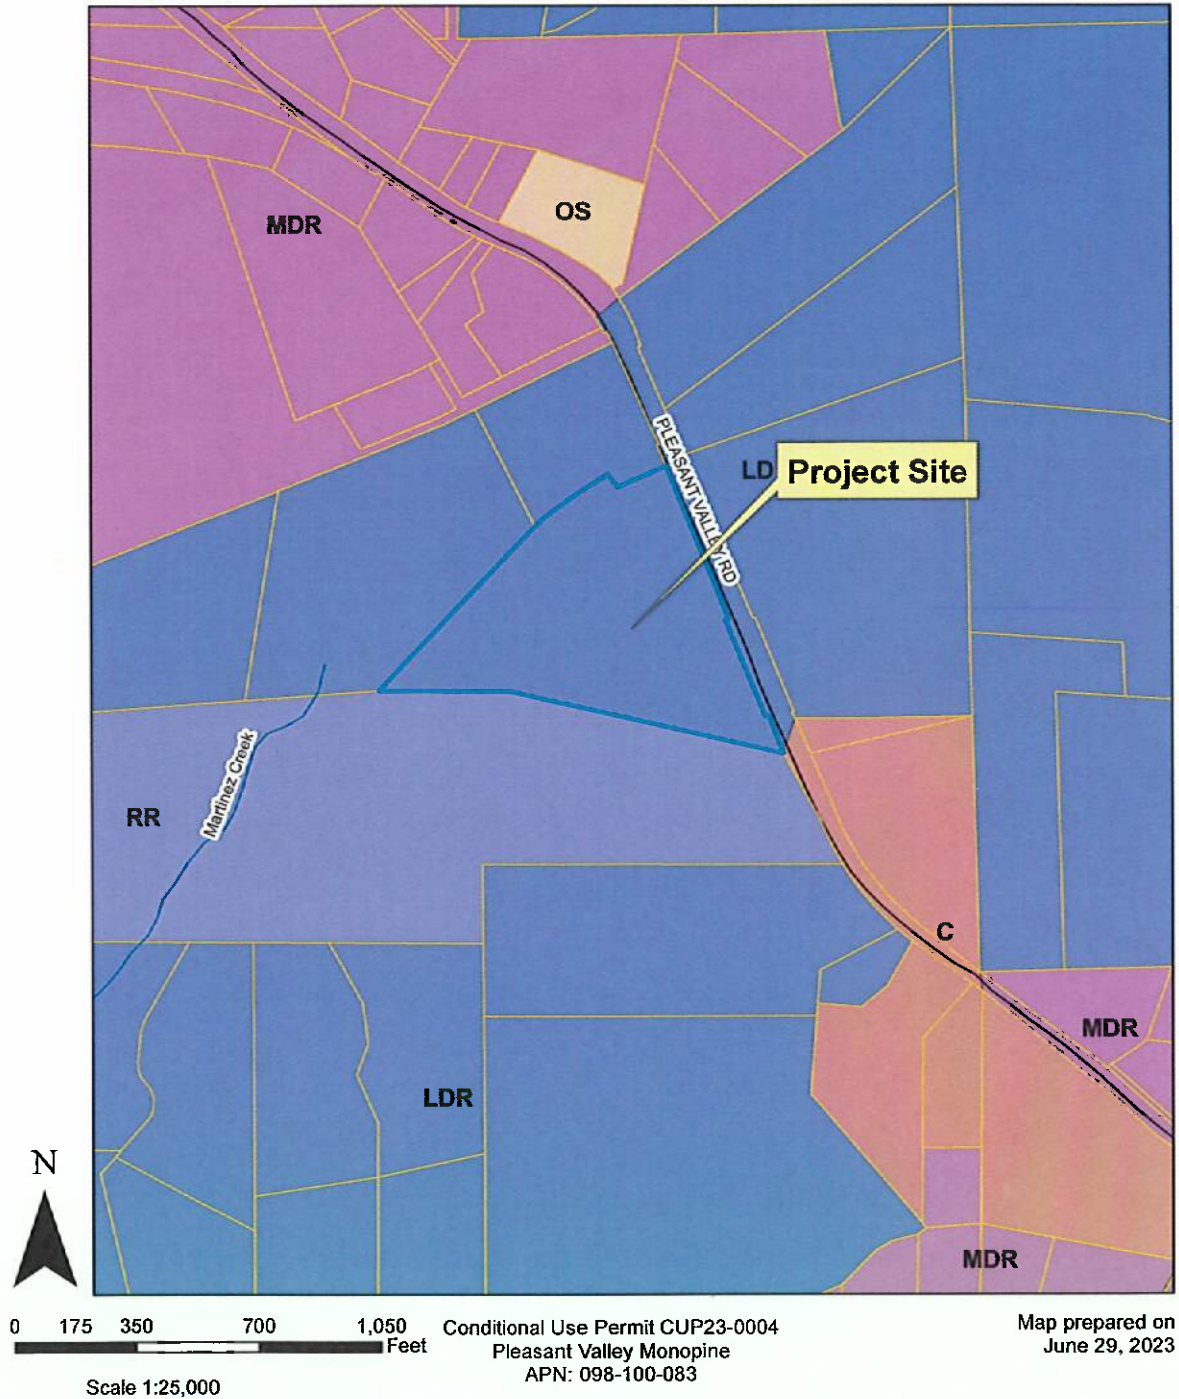 OS
MDR
PLEASANT VALLEY RD
LD
Project Site
Martinez Creek
RR
C
MDR
LDR
MDR
N
0 175 350 700 1,050
Feet
Scale 1:25,000
Conditional Use Permit CUP23-0004
Pleasant Valley Monopine
APN: 098-100-083
Map prepared on
June 29, 2023